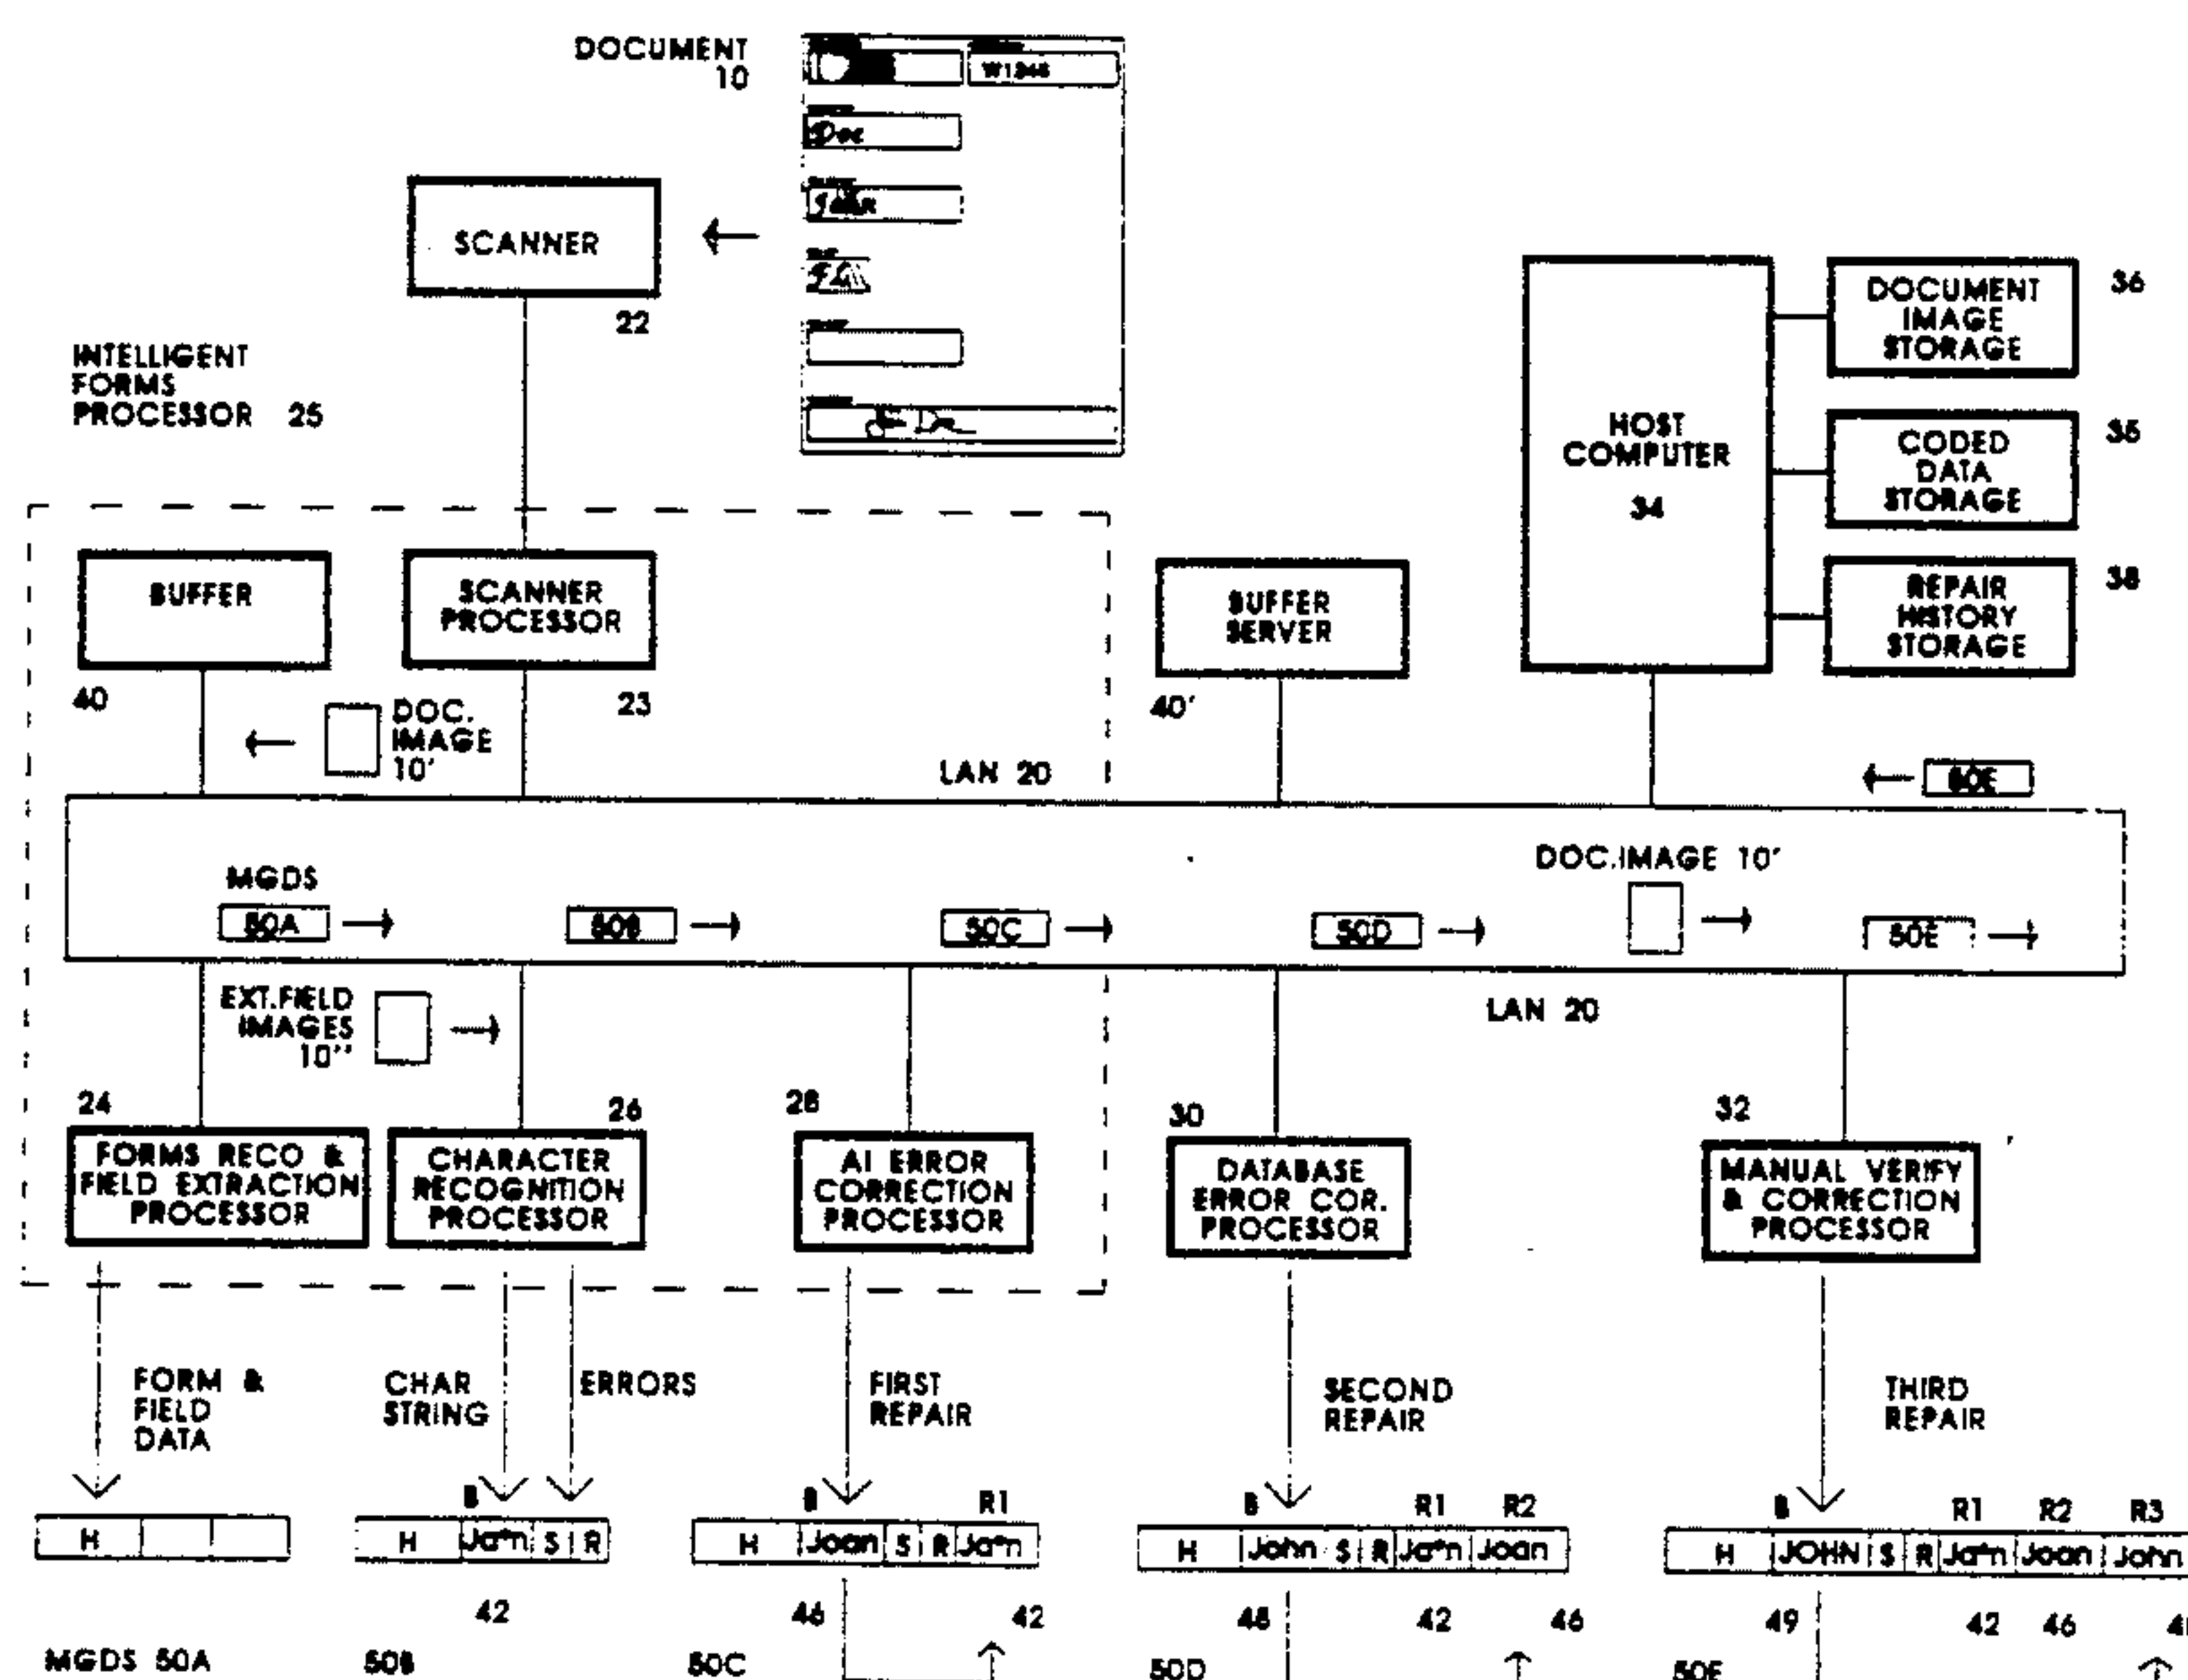 DOCUMENT
10
W1346
Doe
John
SCANNER
22
INTELLIGENT
FORMS
PROCESSOR 25
HOST
COMPUTER
34
DOCUMENT
IMAGE
STORAGE
36
CODED
DATA
STORAGE
35
REPAIR
HISTORY
STORAGE
38
BUFFER
40
SCANNER
PROCESSOR
23
BUFFER
SERVER
40'
DOC.
IMAGE
10'
LAN 20
50E
MGDS
50A
50B
50C
50D
DOC.IMAGE 10'
50E
EXT.FIELD
IMAGES
10''
LAN 20
24
FORMS RECO &
FIELD EXTRACTION
PROCESSOR
26
CHARACTER
RECOGNITION
PROCESSOR
28
AI ERROR
CORRECTION
PROCESSOR
30
DATABASE
ERROR COR.
PROCESSOR
32
MANUAL VERIFY
& CORRECTION
PROCESSOR
FORM &
FIELD
DATA
CHAR
STRING
ERRORS
FIRST
REPAIR
SECOND
REPAIR
THIRD
REPAIR
H
B
H Ja*n S R
B R1
H Joan S R Ja*n
B R1 R2
H John S R Ja*n Joan
B R1 R2 R3
H JOHN S R Ja*n Joan John
42
46 42
48 42 46
49 42 46
MGDS 50A
50B
50C
50D
50E